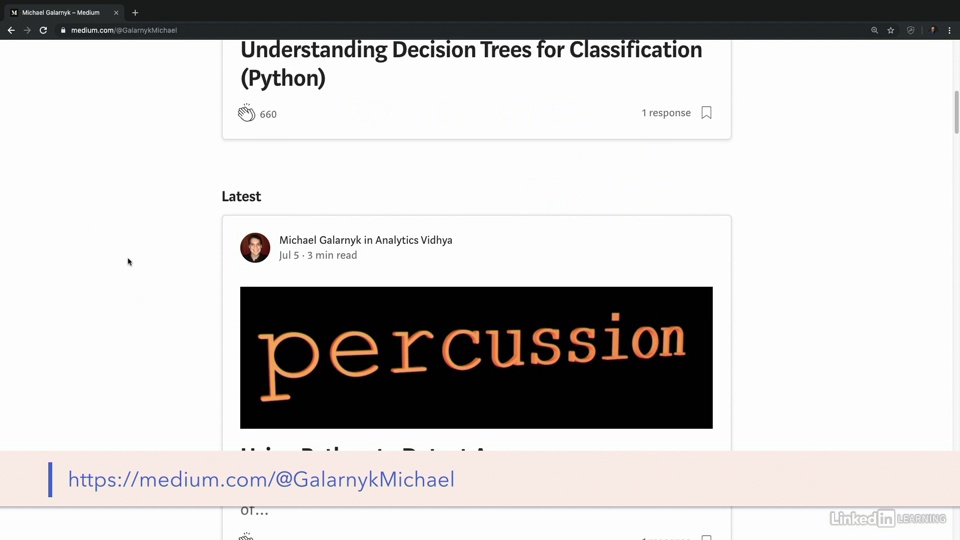 Michael Galarnyk – Medium
medium.com/@GalarnykMichael
Understanding Decision Trees for Classification
(Python)
660
1 response
Latest
Michael Galarnyk in Analytics Vidhya
Jul 5 · 3 min read
percussion
https://medium.com/@GalarnykMichael
of...
Linked in LEARNING